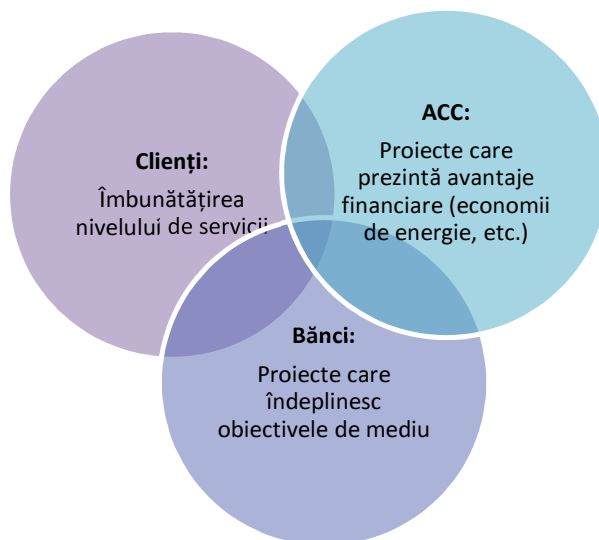 Clienți:
Îmbunătățirea
nivelului de servicii
ACC:
Proiecte care
prezintă avantaje
financiare (economii
de energie, etc.)
Bănci:
Proiecte care
îndeplinesc
obiectivele de mediu